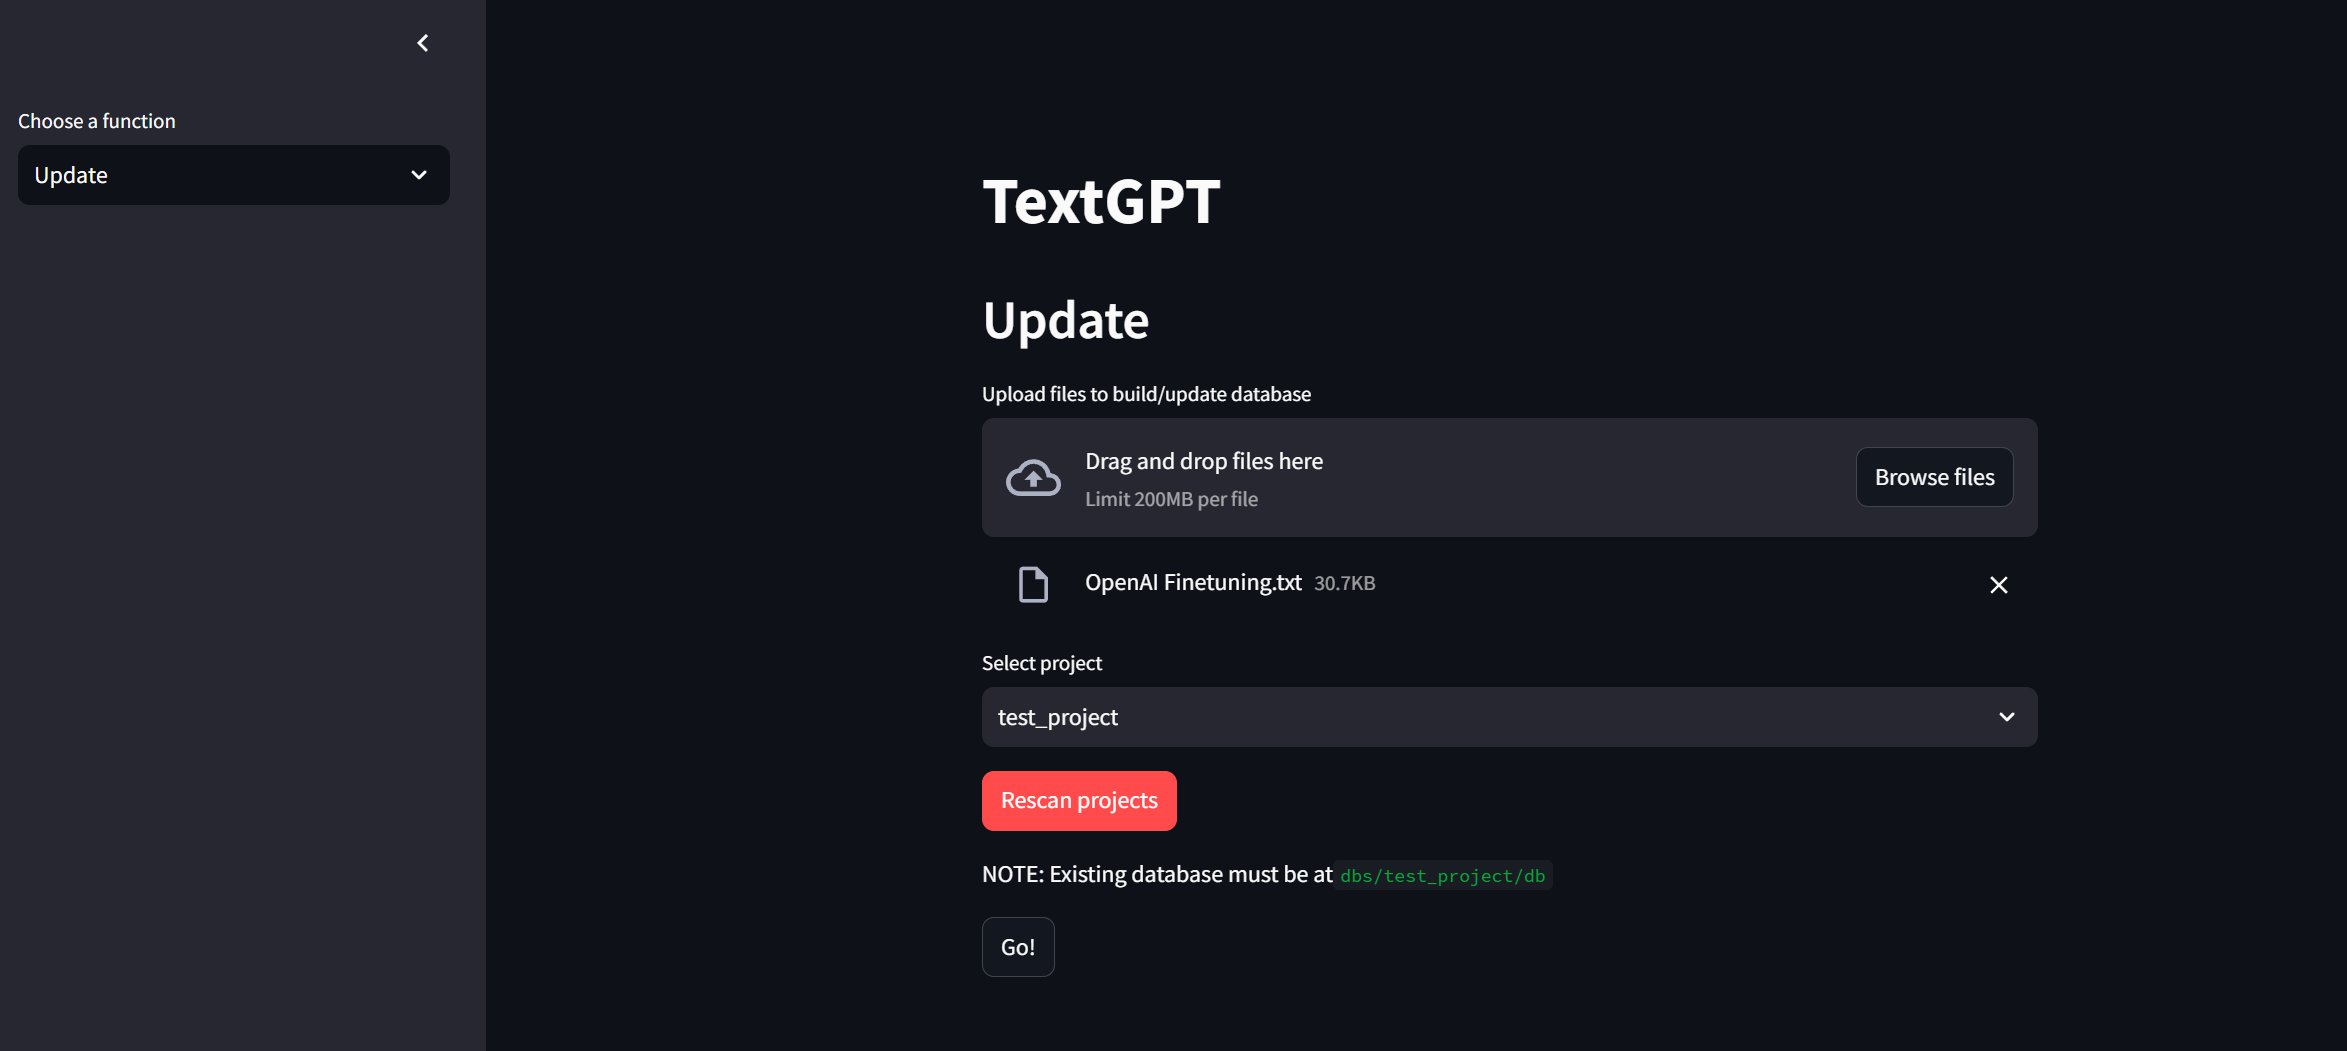 Choose a function
Update
TextGPT
Update
Upload files to build/update database
Drag and drop files here
Limit 200MB per file
Browse files
OpenAI Finetuning.txt 30.7KB
Select project
test_project
Rescan projects
NOTE: Existing database must be at dbs/test_project/db
Go!